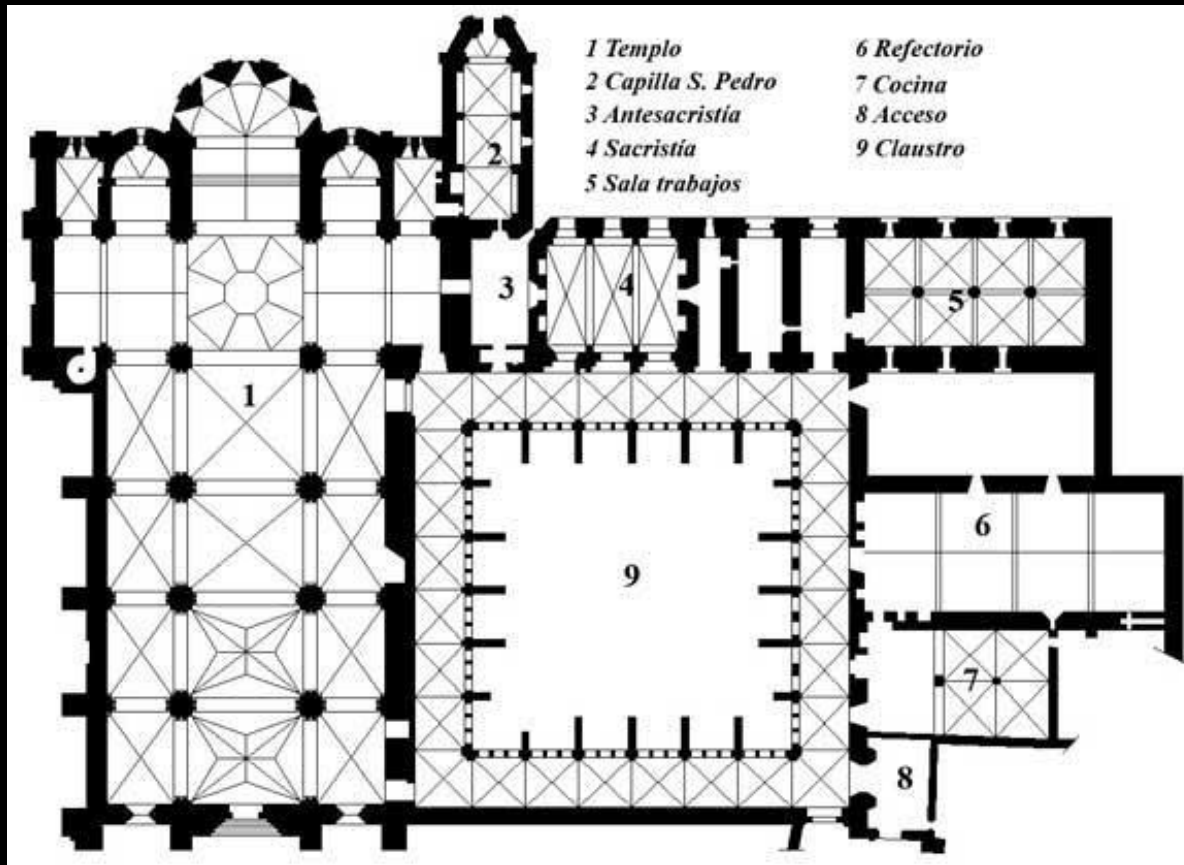 1 Templo
2 Capilla S. Pedro
3 Antesacristía
4 Sacristía
5 Sala trabajos
6 Refectorio
7 Cocina
8 Acceso
9 Claustro
2
3
4
5
1
6
9
7
8